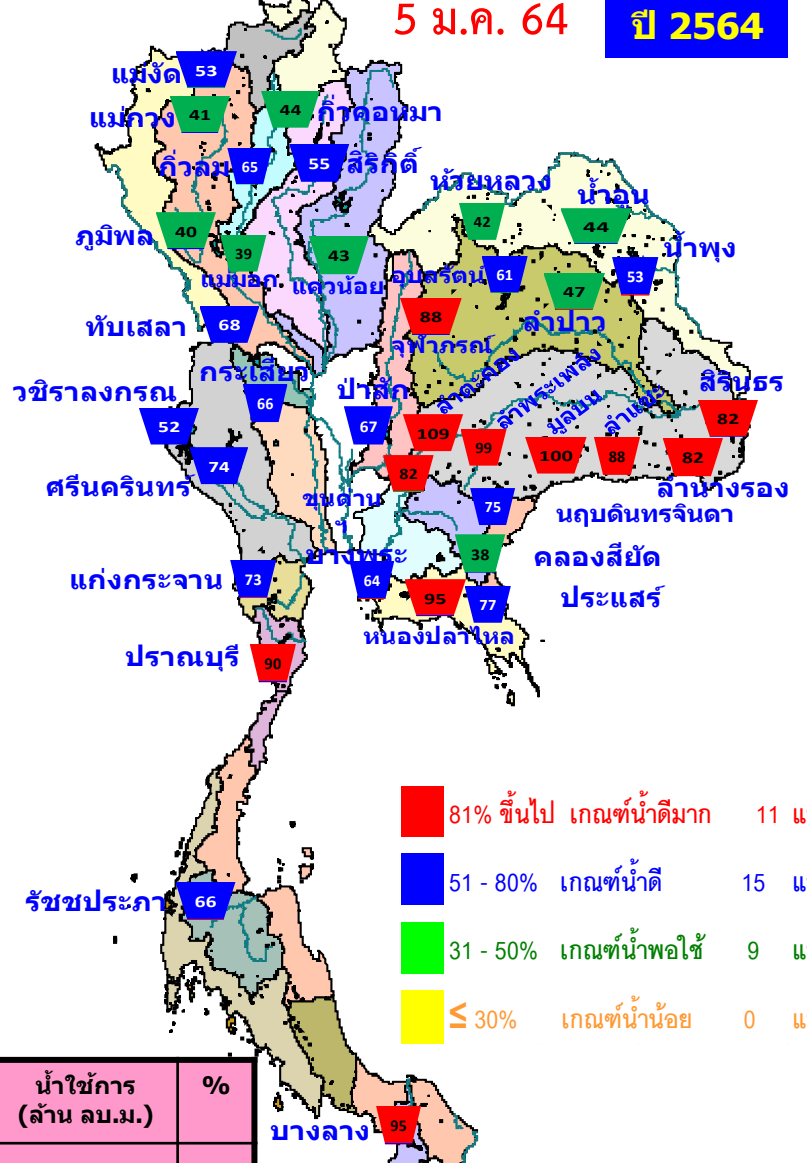 5 ม.ค. 64
ปี 2564
แม่งัด 53
แม่กวง 41
44 กิ่วคอหมา
กิ่วลม 65
55 สิริกิติ์
ภูมิพล 40
39
แม่มอก
43
แควน้อย
ห้วยหลวง
42
น้ำอูน
44
น้ำพุง
53
อุบลรัตน์ 61
47
ลำปาว
88
จุฬาภรณ์
ทับเสลา 68
กระเสียว
66
วชิราลงกรณ
52
ป่าสัก
67
ลำตะคอง
109
ลำพระเพลิง
99
มูลบน
100
ลำแชะ
88
สิรินธร
82
82
ลำนางรอง
ศรีนครินทร์ 74
82
ขุนด่าน
ฯ
75
นฤบดินทรจินดา
บางพระ
64
38
คลองสียัด
แก่งกระจาน 73
95
หนองปลาไหล
77
ประแสร์
ปราณบุรี 90
81% ขึ้นไป เกณฑ์น้ำดีมาก 11 แ
51 - 80% เกณฑ์น้ำดี 15 แ
31 - 50% เกณฑ์น้ำพอใช้ 9 แ
≤ 30% เกณฑ์น้ำน้อย 0 แ
รัชชประภา 66
น้ำใช้การ
(ล้าน ลบ.ม.)
%
บางลาง 95